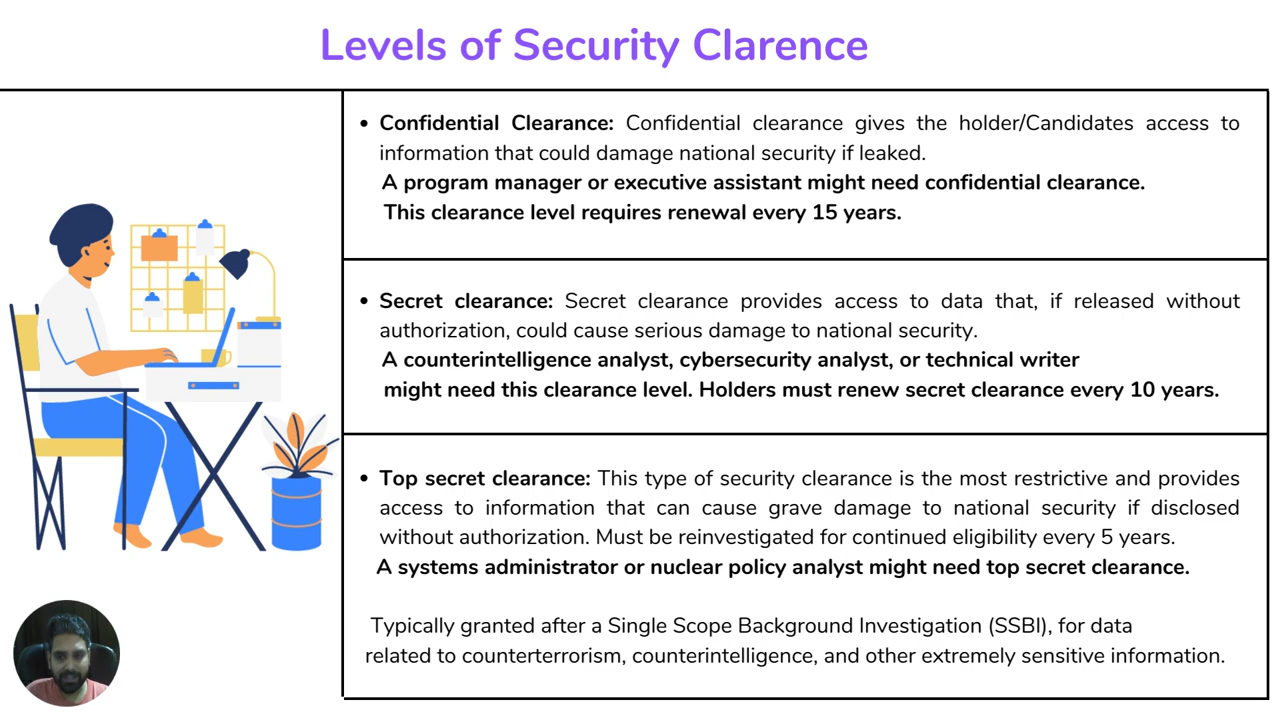 Levels of Security Clarence
• Confidential Clearance: Confidential clearance gives the holder/Candidates access to
information that could damage national security if leaked.
A program manager or executive assistant might need confidential clearance.
This clearance level requires renewal every 15 years.
• Secret clearance: Secret clearance provides access to data that, if released without
authorization, could cause serious damage to national security.
A counterintelligence analyst, cybersecurity analyst, or technical writer
might need this clearance level. Holders must renew secret clearance every 10 years.
• Top secret clearance: This type of security clearance is the most restrictive and provides
access to information that can cause grave damage to national security if disclosed
without authorization. Must be reinvestigated for continued eligibility every 5 years.
A systems administrator or nuclear policy analyst might need top secret clearance.
Typically granted after a Single Scope Background Investigation (SSBI), for data
related to counterterrorism, counterintelligence, and other extremely sensitive information.